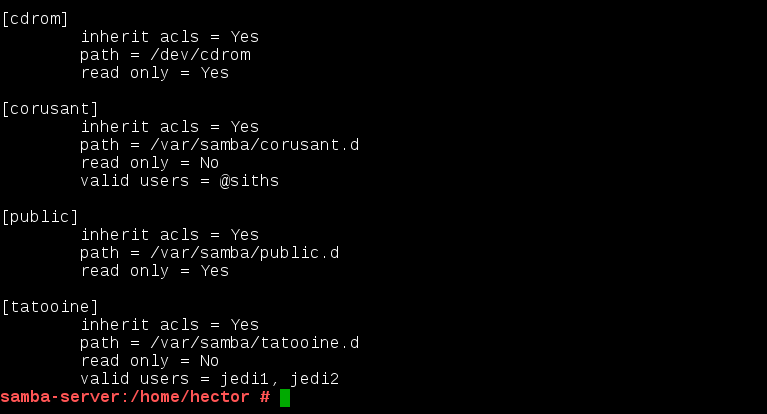 [cdrom]
inherit acls = Yes
path = /dev/cdrom
read only = Yes
[corusant]
inherit acls = Yes
path = /var/samba/corusant.d
read only = No
valid users = @siths
[public]
inherit acls = Yes
path = /var/samba/public.d
read only = Yes
[tatooine]
inherit acls = Yes
path = /var/samba/tatooine.d
read only = No
valid users = jedi1, jedi2
samba-server:/home/hector #